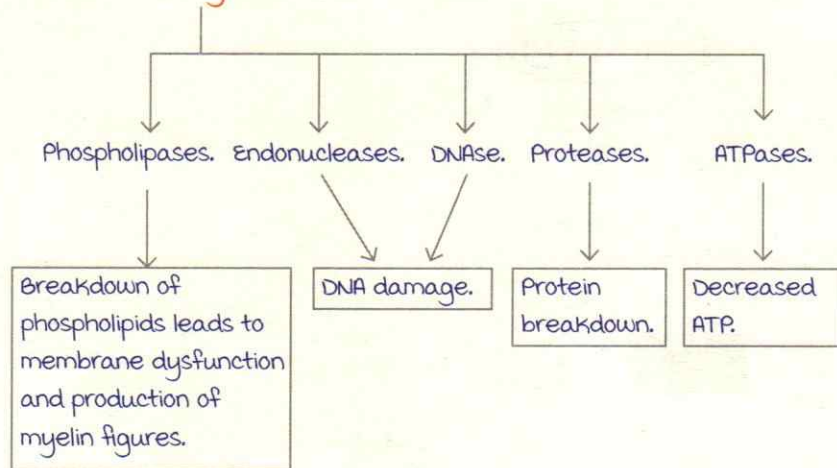 Phospholipases. Endonucleases. DNAse. Proteases. ATPases.
Breakdown of
phospholipids leads to
membrane dysfunction
and production of
myelin figures.
DNA damage.
Protein
breakdown.
Decreased
ATP.